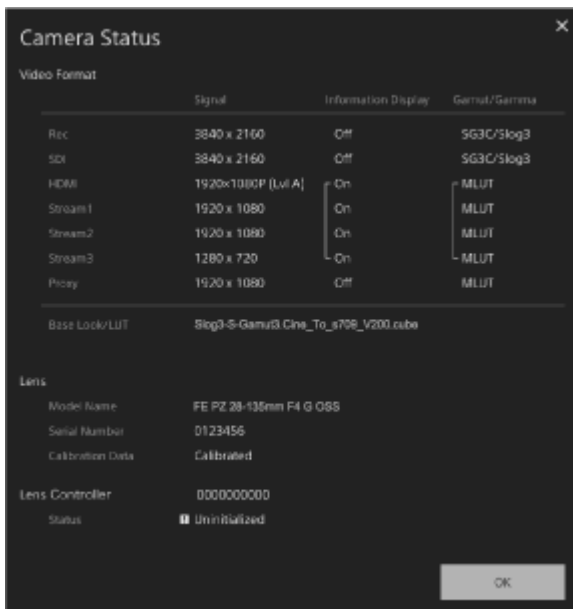 Camera Status
×
Video Format
Signal Information Display Gamut/Gamma
Rec 3840 x 2160 Off SG3C/Slog3
SDI 3840 x 2160 Off SG3C/Slog3
HDMI 1920×1080P (Lvl A) On MLUT
Stream1 1920 x 1080 On MLUT
Stream2 1920 x 1080 On MLUT
Stream3 1280 x 720 On MLUT
Proxy 1920 x 1080 Off MLUT
Base Look/LUT Slog3-S-Gamut3.Cine_To_s709_V200.cube
Lens
Model Name FE PZ 28-135mm F4 G OSS
Serial Number 0123456
Calibration Data Calibrated
Lens Controller 0000000000
Status Uninitialized
OK